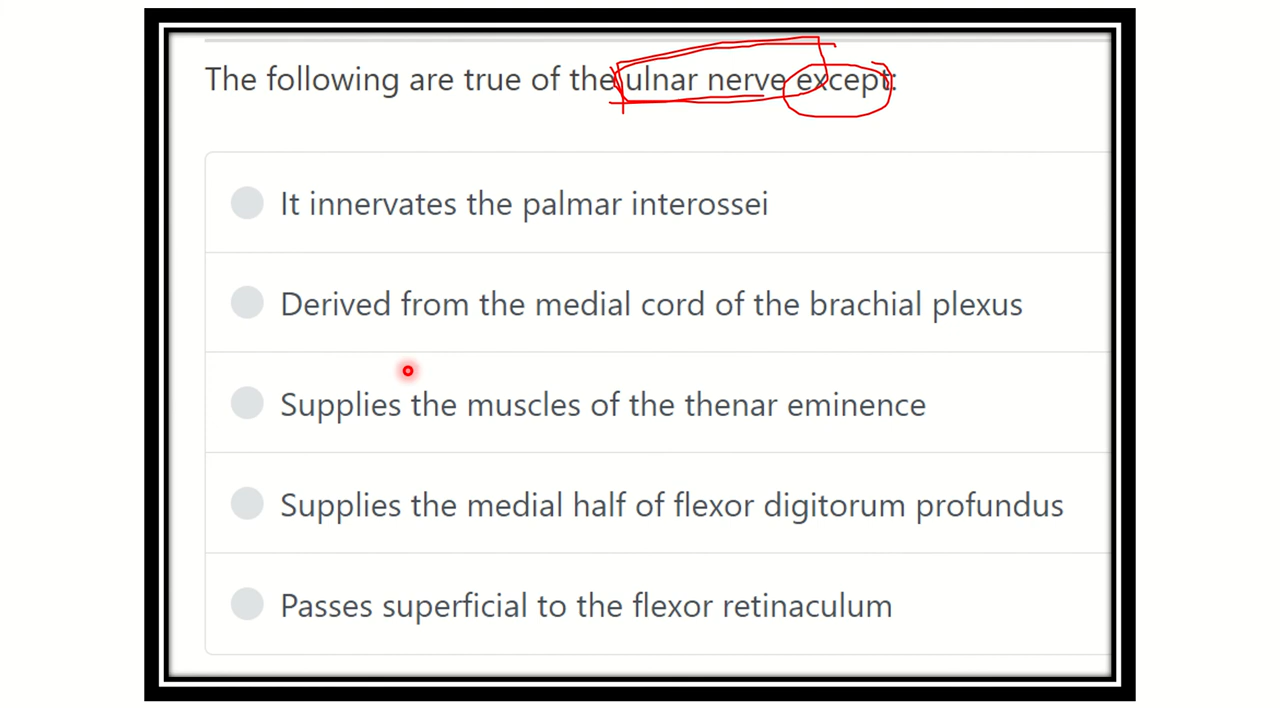 The following are true of the ulnar nerve except:
It innervates the palmar interossei
Derived from the medial cord of the brachial plexus
Supplies the muscles of the thenar eminence
Supplies the medial half of flexor digitorum profundus
Passes superficial to the flexor retinaculum